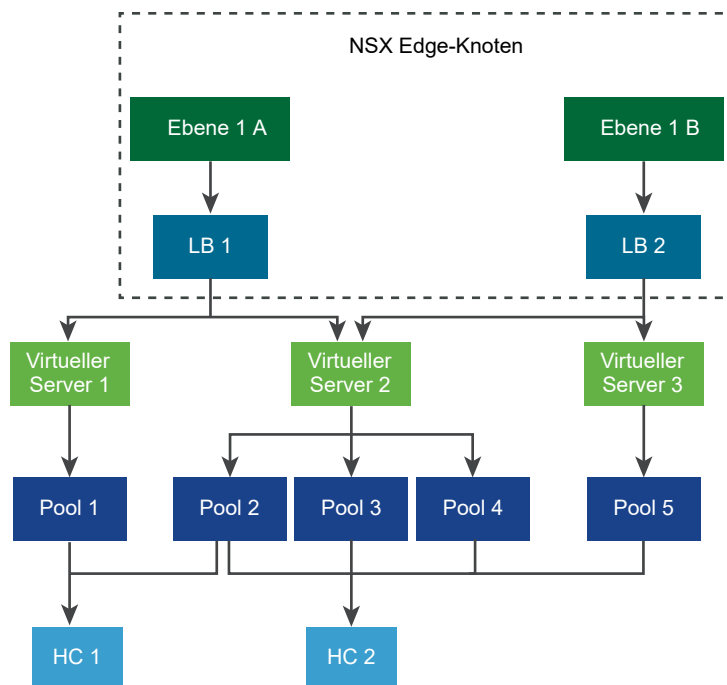 NSX Edge-Knoten
Ebene 1 A
Ebene 1 B
LB 1
LB 2
Virtueller
Server 1
Virtueller
Server 2
Virtueller
Server 3
Pool 1
Pool 2
Pool 3
Pool 4
Pool 5
HC 1
HC 2